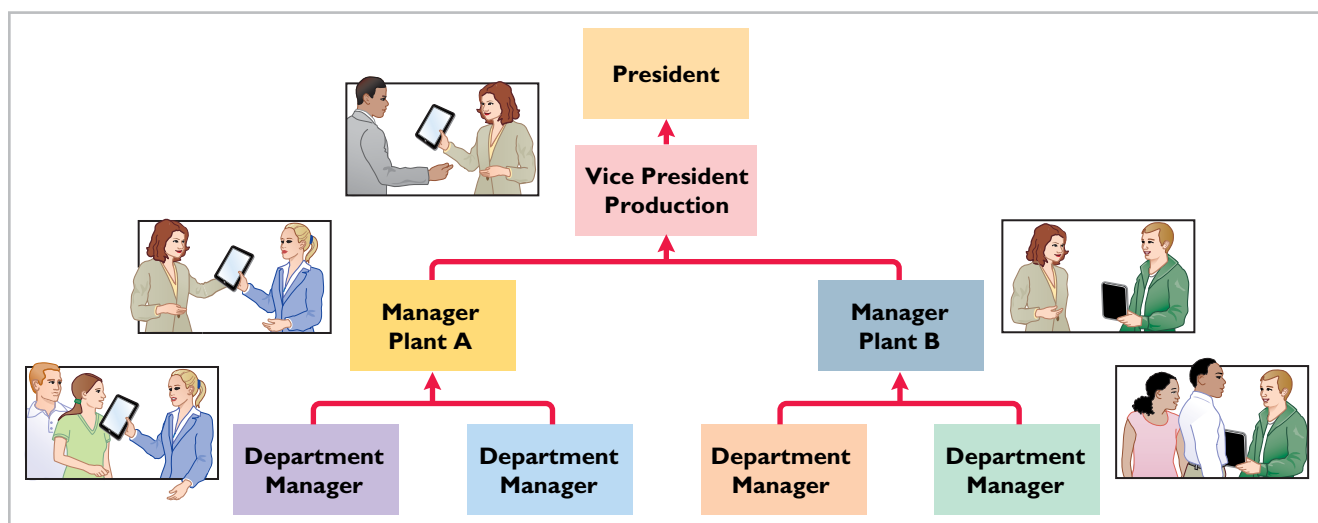 President
Vice President
Production
Manager
Plant A
Manager
Plant B
Department
Manager
Department
Manager
Department
Manager
Department
Manager